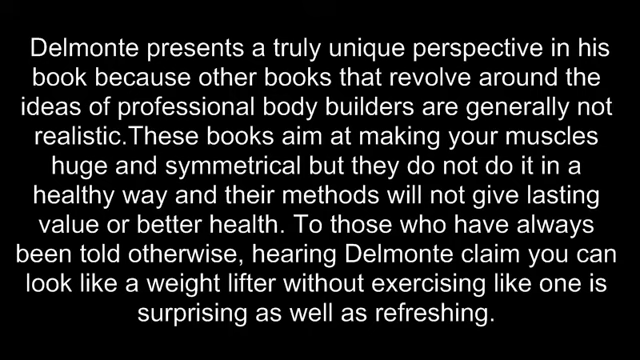 Delmonte presents a truly unique perspective in his
book because other books that revolve around the
ideas of professional body builders are generally not
realistic.These books aim at making your muscles
huge and symmetrical but they do not do it in a
healthy way and their methods will not give lasting
value or better health. To those who have always
been told otherwise, hearing Delmonte claim you can
look like a weight lifter without exercising like one is
surprising as well as refreshing.